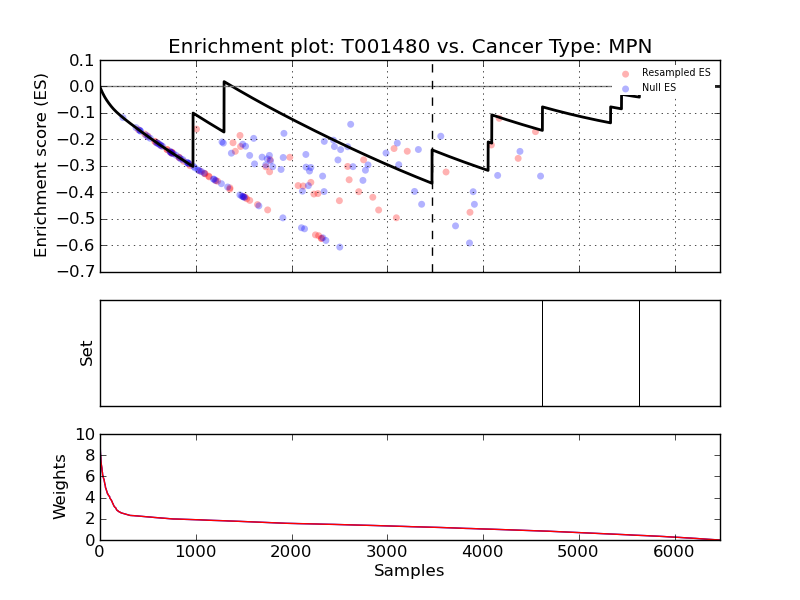 Enrichment plot: T001480 vs. Cancer Type: MPN
Enrichment score (ES)
0.1
0.0
−0.1
−0.2
−0.3
−0.4
−0.5
−0.6
−0.7
Resampled ES
Null ES
Set
Weights
10
8
6
4
2
0
0 1000 2000 3000 4000 5000 6000
Samples